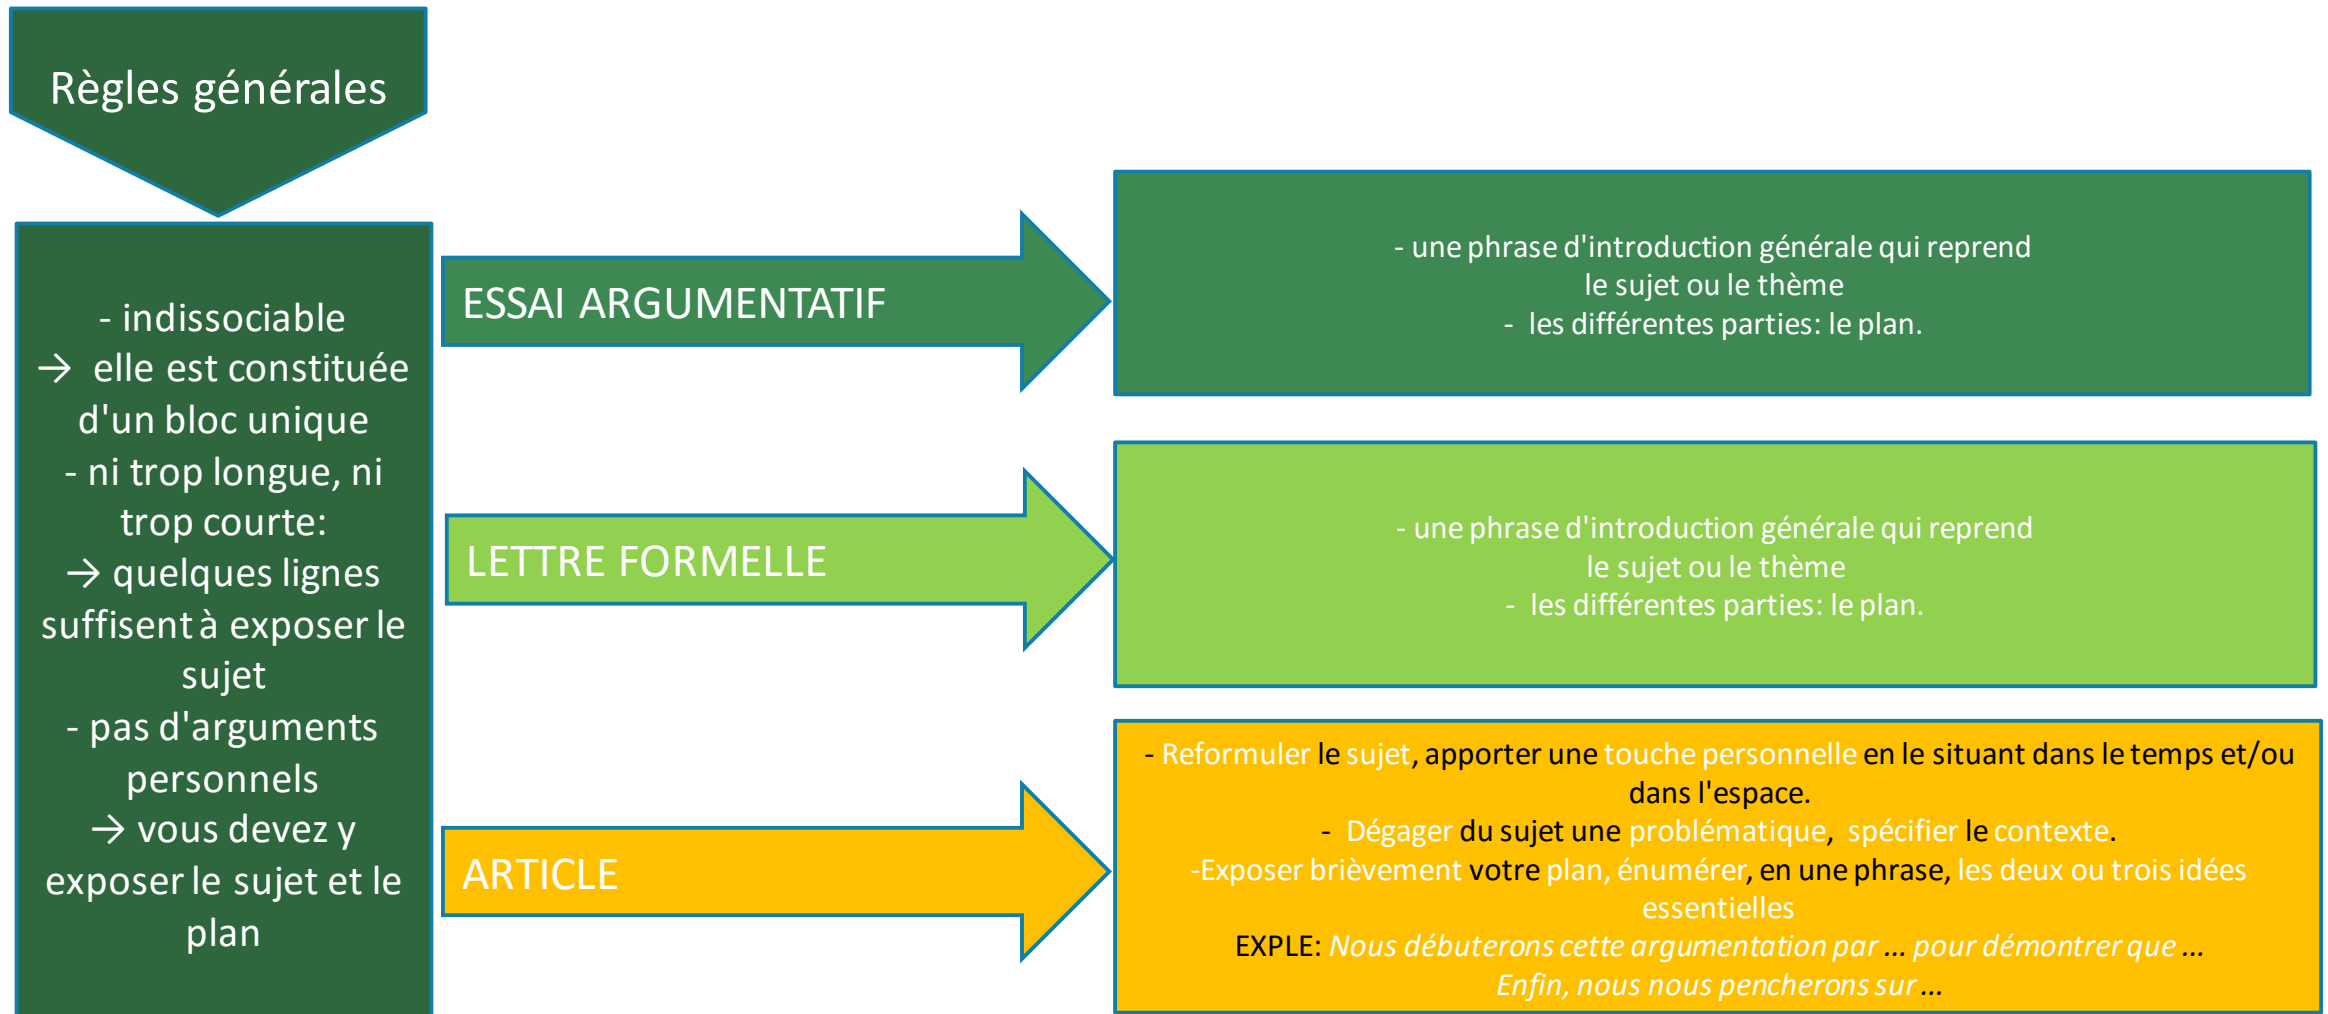 Règles générales
- indissociable
→ elle est constituée
d'un bloc unique
- ni trop longue, ni
trop courte:
→ quelques lignes
suffisent à exposer le
sujet
- pas d'arguments
personnels
→ vous devez y
exposer le sujet et le
plan
ESSAI ARGUMENTATIF
- une phrase d'introduction générale qui reprend
le sujet ou le thème
- les différentes parties: le plan.
LETTRE FORMELLE
- une phrase d'introduction générale qui reprend
le sujet ou le thème
- les différentes parties: le plan.
ARTICLE
- Reformuler le sujet, apporter une touche personnelle en le situant dans le temps et/ou
dans l'espace.
- Dégager du sujet une problématique, spécifier le contexte.
-Exposer brièvement votre plan, énumérer, en une phrase, les deux ou trois idées
essentielles
EXPLE: Nous débuterons cette argumentation par ... pour démontrer que ...
Enfin, nous nous pencherons sur ...